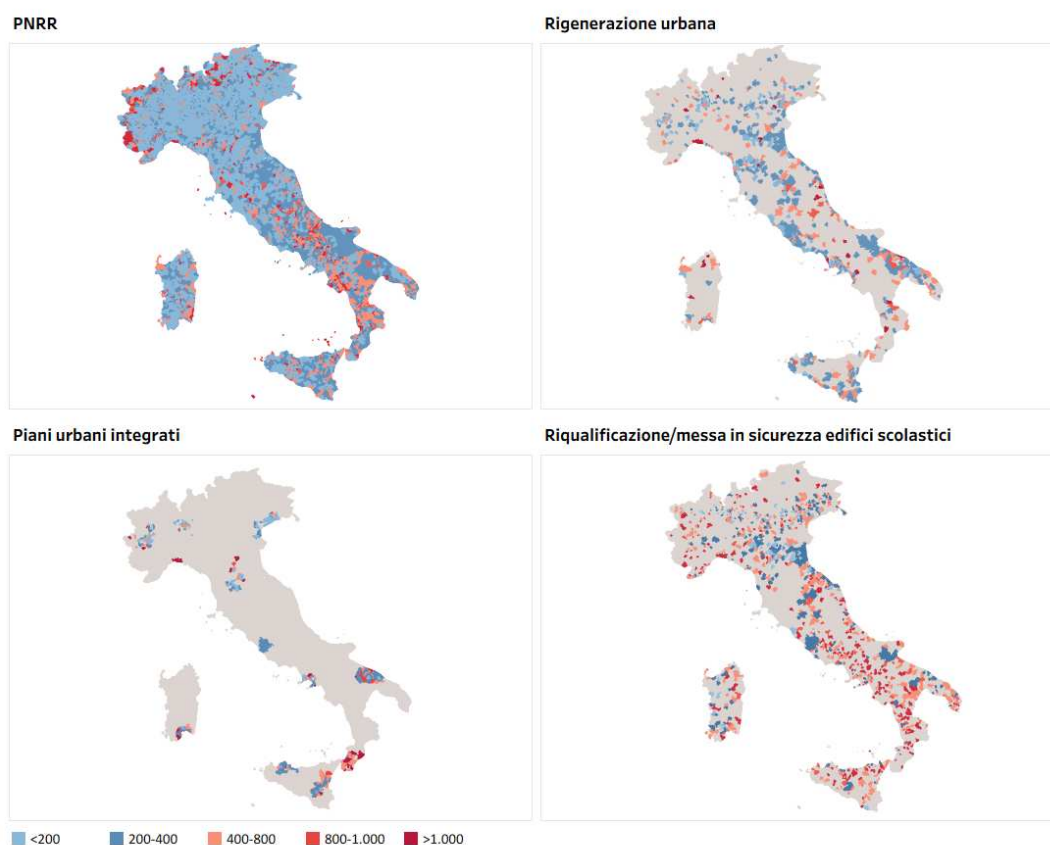 PNRR
Rigenerazione urbana
Piani urbani integrati
Riqualificazione/messa in sicurezza edifici scolastici
<200
200-400
400-800
800-1.000
>1.000